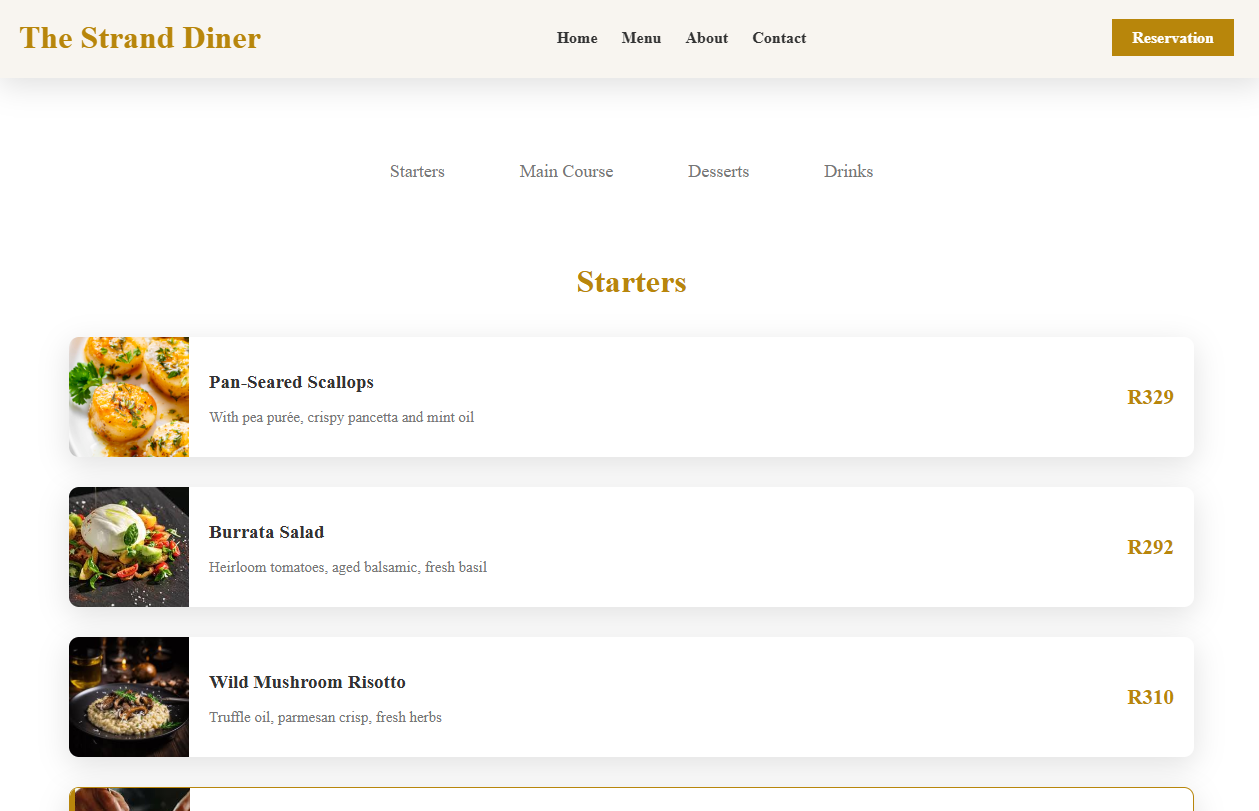 The Strand Diner
Home Menu About Contact
Reservation
Starters Main Course Desserts Drinks
Starters
Pan-Seared Scallops
With pea purée, crispy pancetta and mint oil
R329
Burrata Salad
Heirloom tomatoes, aged balsamic, fresh basil
R292
Wild Mushroom Risotto
Truffle oil, parmesan crisp, fresh herbs
R310